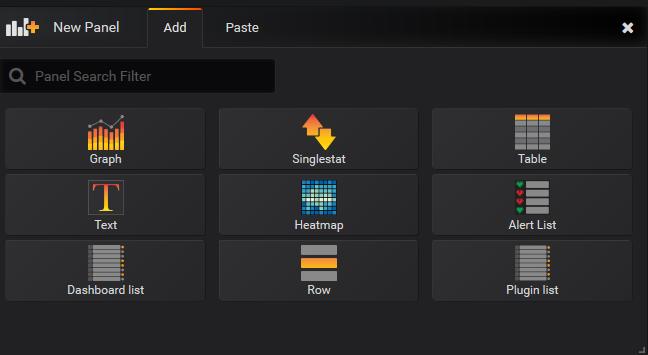 New Panel Add Paste
Panel Search Filter
Graph Singlestat Table
Text Heatmap Alert List
Dashboard list Row Plugin list